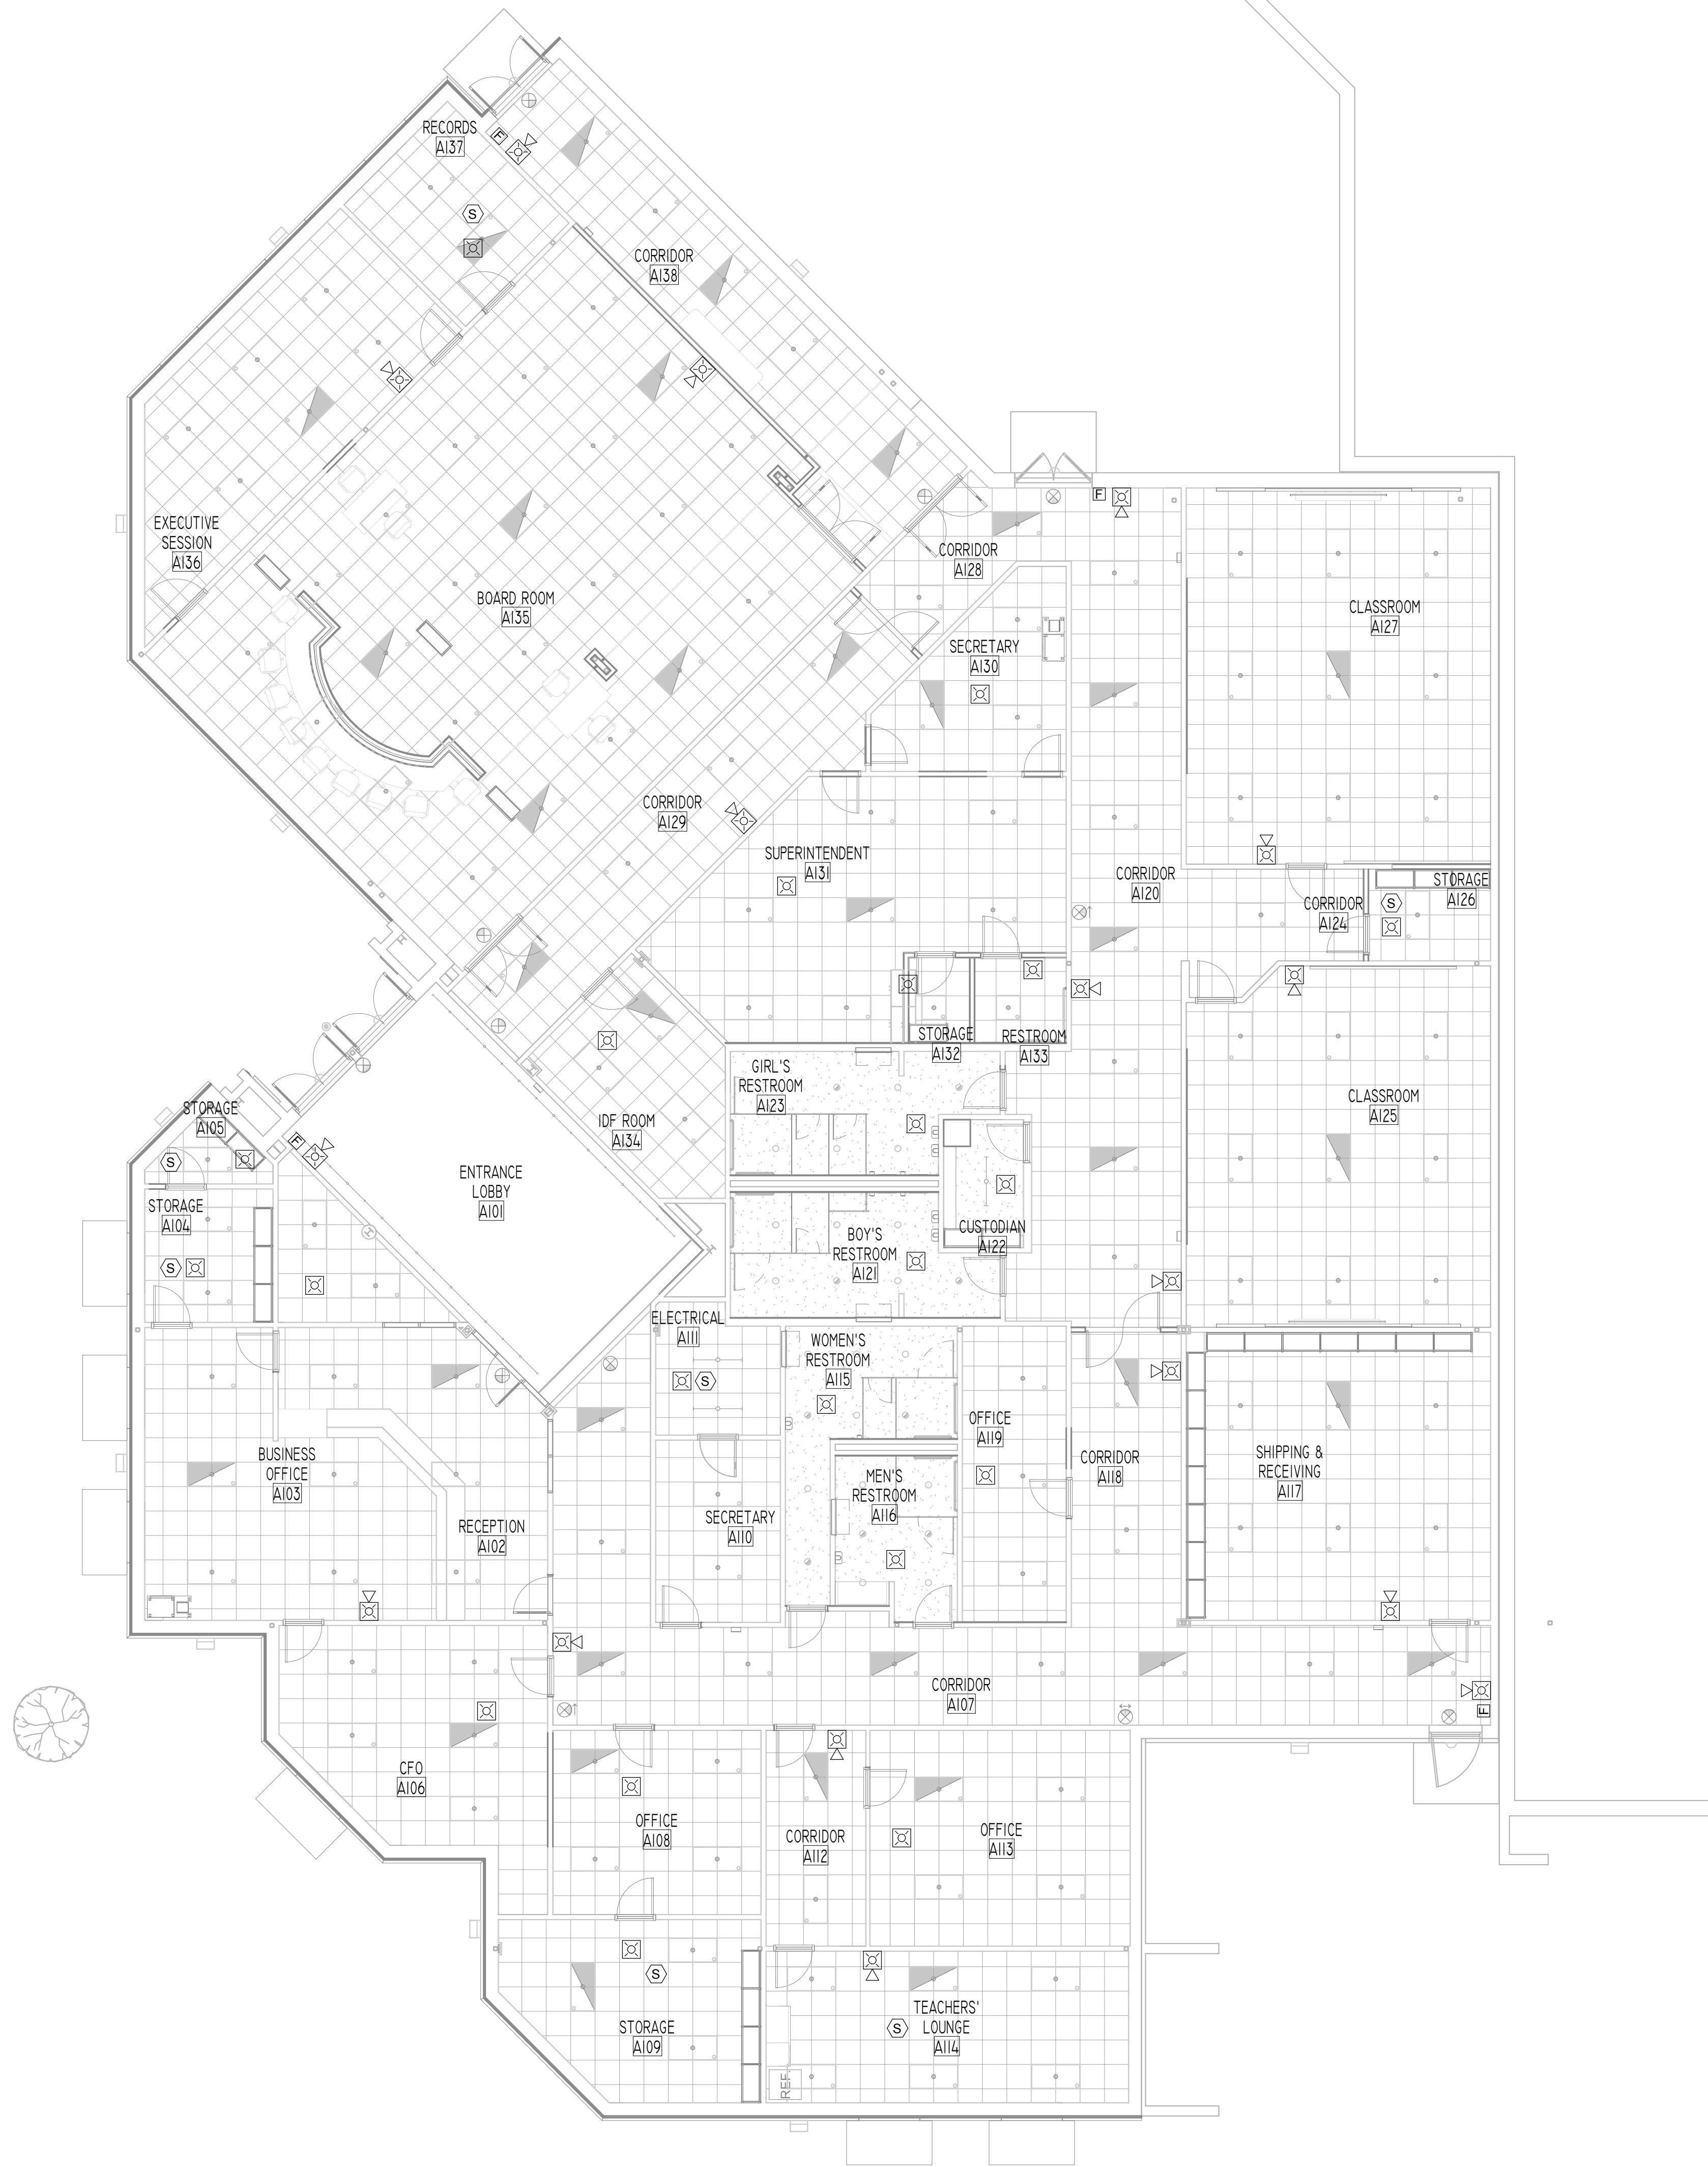 RECORDS
A137
F
S
CORRIDOR
A138
EXECUTIVE
SESSION
A136
BOARD ROOM
A135
CORRIDOR
A128
F
CLASSROOM
A127
SECRETARY
A130
CORRIDOR
A129
SUPERINTENDENT
A131
CORRIDOR
A120
CORRIDOR
A124
S
STORAGE
A126
STORAGE
A132
RESTROOM
A133
GIRL'S
RESTROOM
A123
IDF ROOM
A134
CLASSROOM
A125
STORAGE
A105
F
S
ENTRANCE
LOBBY
A101
STORAGE
A104
S
BOY'S
RESTROOM
A121
CUSTODIAN
A122
ELECTRICAL
A111
S
WOMEN'S
RESTROOM
A115
OFFICE
A119
CORRIDOR
A118
SHIPPING &
RECEIVING
A117
BUSINESS
OFFICE
A103
RECEPTION
A102
SECRETARY
A110
MEN'S
RESTROOM
A116
CORRIDOR
A107
F
CFO
A106
OFFICE
A108
CORRIDOR
A112
OFFICE
A113
S
STORAGE
A109
S
TEACHERS'
LOUNGE
A114
REF.